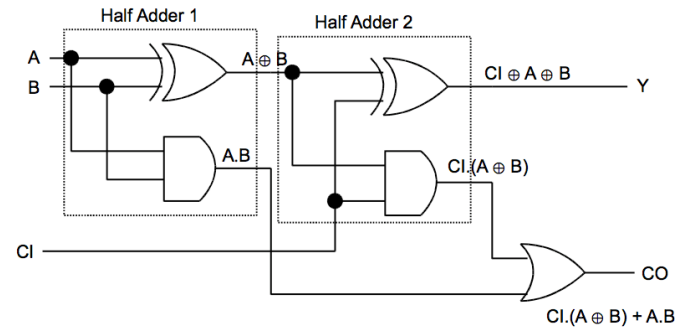 Half Adder 1
Half Adder 2
A
A ⊕ B
CI ⊕ A ⊕ B
Y
B
A.B
CI.(A ⊕ B)
CI
CO
CI.(A ⊕ B) + A.B